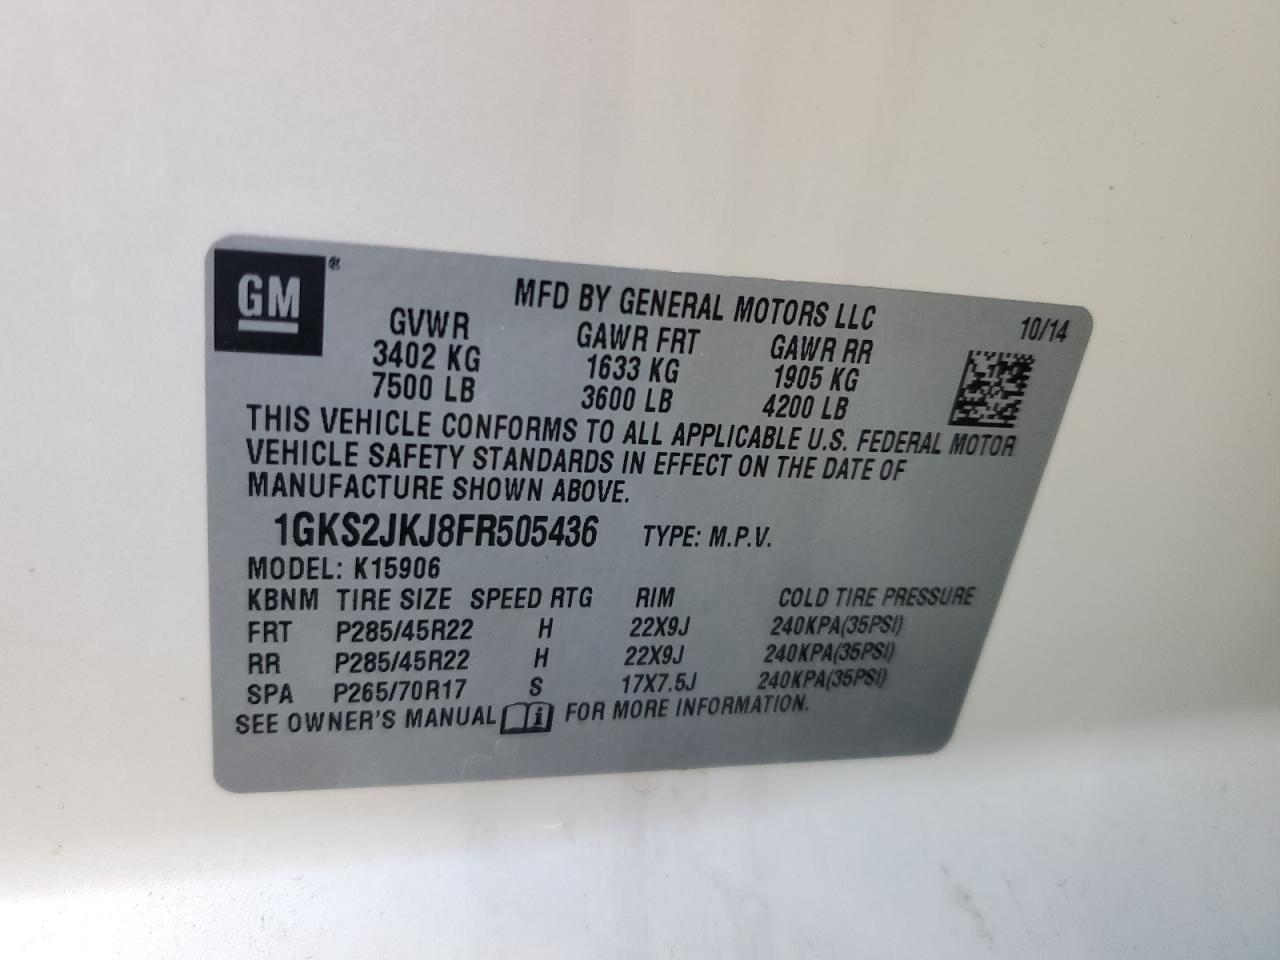 GM®
MFD BY GENERAL MOTORS LLC
10/14
GVWR GAWR FRT GAWR RR
3402 KG 1633 KG 1905 KG
7500 LB 3600 LB 4200 LB
THIS VEHICLE CONFORMS TO ALL APPLICABLE U.S. FEDERAL MOTOR
VEHICLE SAFETY STANDARDS IN EFFECT ON THE DATE OF
MANUFACTURE SHOWN ABOVE.
1GKS2JKJ8FR505436 TYPE: M.P.V.
MODEL: K15906
KBNM TIRE SIZE SPEED RTG RIM COLD TIRE PRESSURE
FRT P285/45R22 H 22X9J 240KPA(35PSI)
RR P285/45R22 H 22X9J 240KPA(35PSI)
SPA P265/70R17 S 17X7.5J 240KPA(35PSI)
SEE OWNER'S MANUAL i FOR MORE INFORMATION.